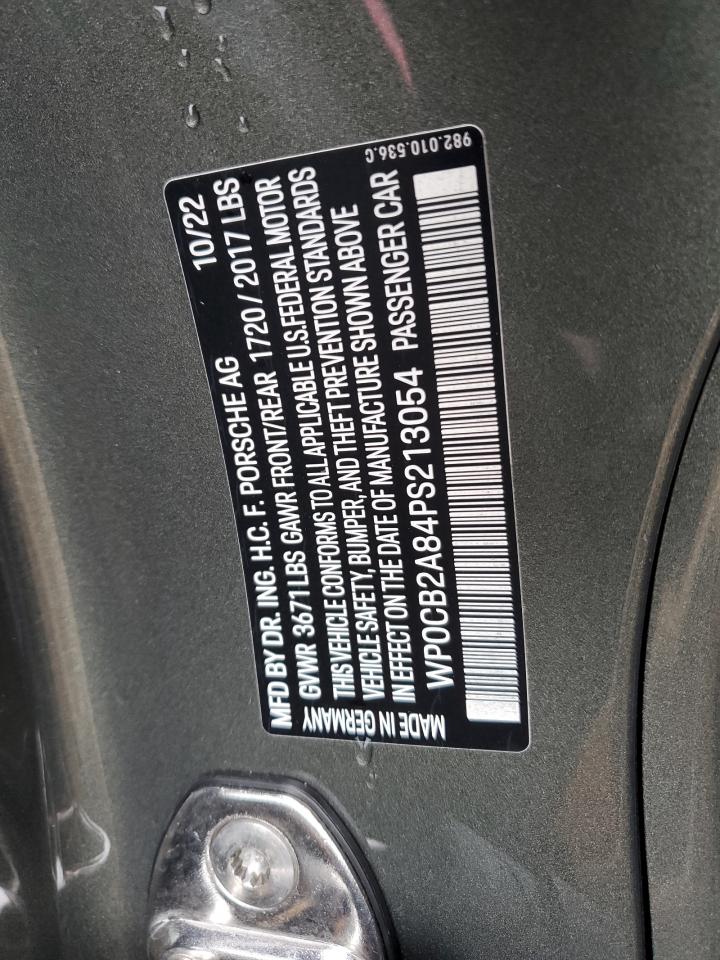 MFD BY DR. ING. H.C. F. PORSCHE AG 10/22
GVWR 3671 LBS GAWR FRONT/REAR 1720/2017 LBS
THIS VEHICLE CONFORMS TO ALL APPLICABLE U.S. FEDERAL MOTOR
VEHICLE SAFETY, BUMPER, AND THEFT PREVENTION STANDARDS
IN EFFECT ON THE DATE OF MANUFACTURE SHOWN ABOVE
WP0CB2A84PS213054 PASSENGER CAR
MADE IN GERMANY
982.010.536.C